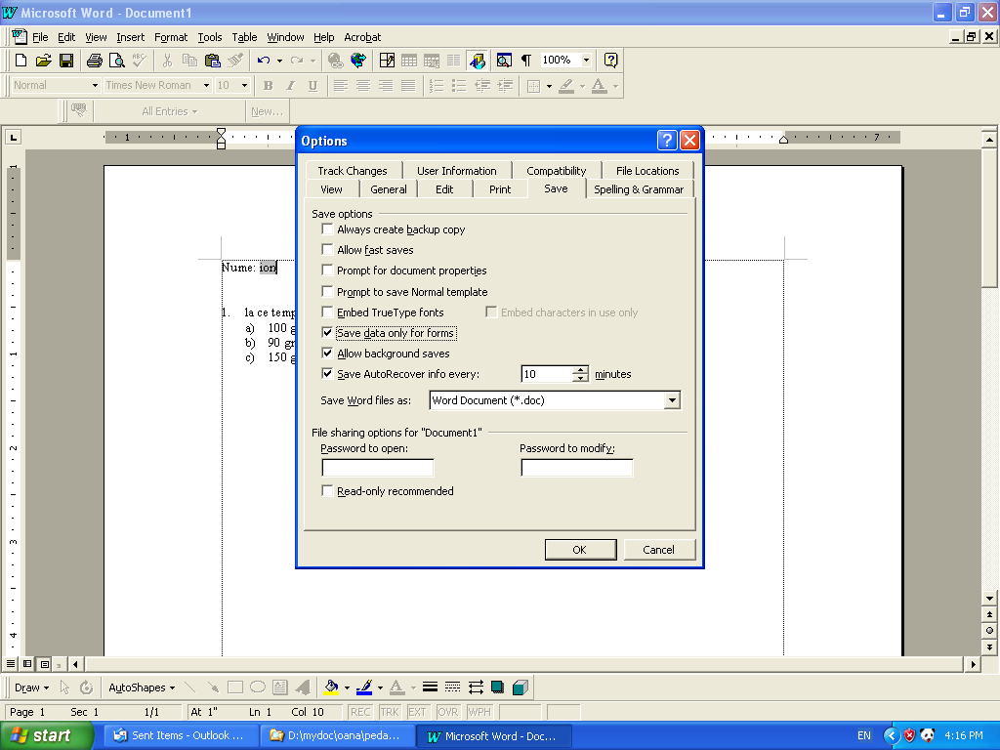 Microsoft Word - Document1
File Edit View Insert Format Tools Table Window Help Acrobat
100%
Normal Times New Roman 10 B I U
All Entries New...
L 1 7
Options
Track Changes User Information Compatibility File Locations
View General Edit Print Save Spelling & Grammar
Save options
Always create backup copy
Allow fast saves
Prompt for document properties
Prompt to save Normal template
Embed TrueType fonts Embed characters in use only
Save data only for forms
Allow background saves
Save AutoRecover info every: 10 minutes
Save Word files as: Word Document (*.doc)
File sharing options for "Document1"
Password to open: Password to modify:
Read-only recommended
OK Cancel
Nume: ion
1. la ce temp
a) 100 g
b) 90 gr
c) 150 g
1
1
2
3
4
Draw AutoShapes
Page 1 Sec 1 1/1 At 1" Ln 1 Col 10 REC TRK EXT OVR WPH
start Sent Items - Outlook ... D:\mydoc\oana\peda... Microsoft Word - Doc... EN 4:16 PM